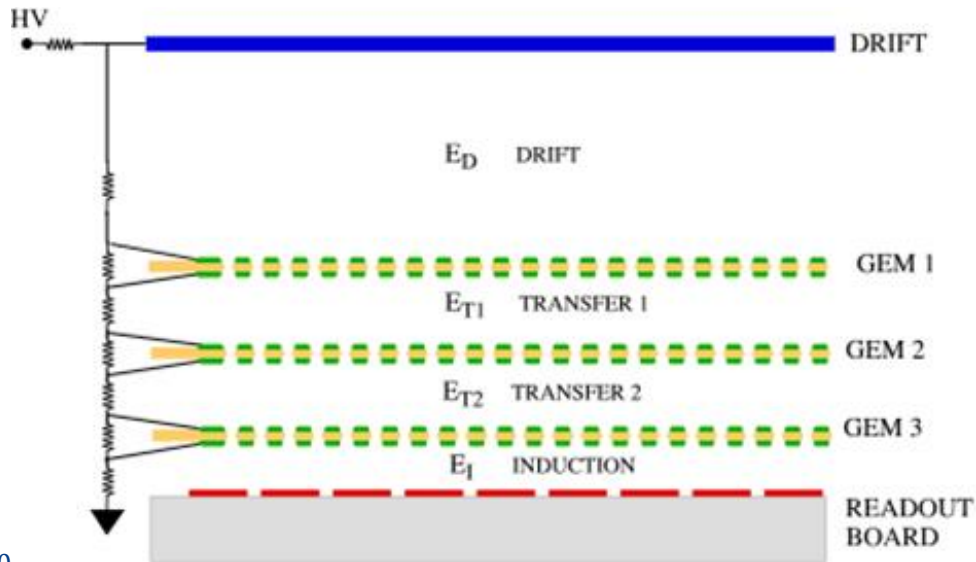 HV
DRIFT
E_D DRIFT
GEM 1
E_T1 TRANSFER 1
GEM 2
E_T2 TRANSFER 2
GEM 3
E_I INDUCTION
READOUT
BOARD